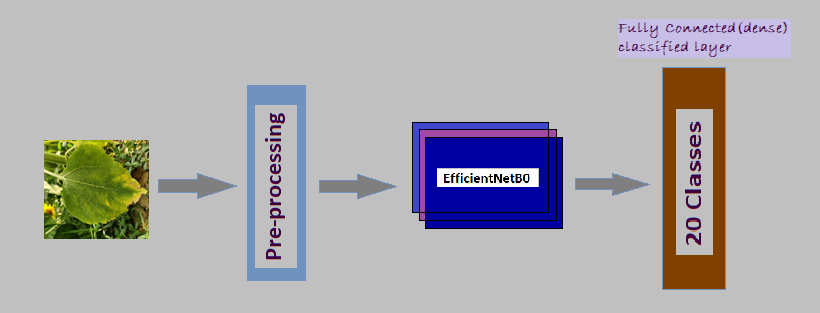 Fully Connected(dense)
classified layer
Pre-processing
EfficientNetB0
20 Classes